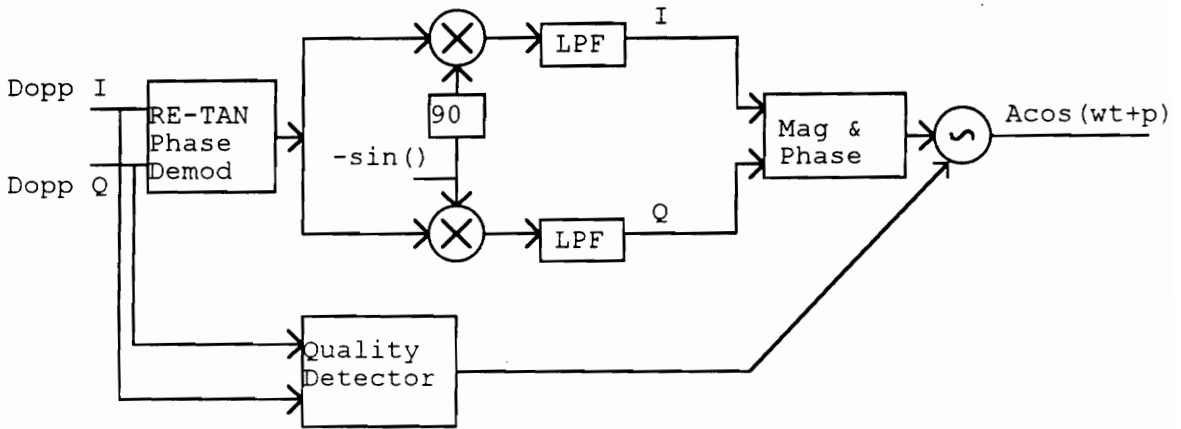 I
LPF
Dopp I
RE-TAN
Phase
Demod
90
-sin()
Mag &
Phase
Acos(wt+p)
Dopp Q
Q
LPF
Quality
Detector